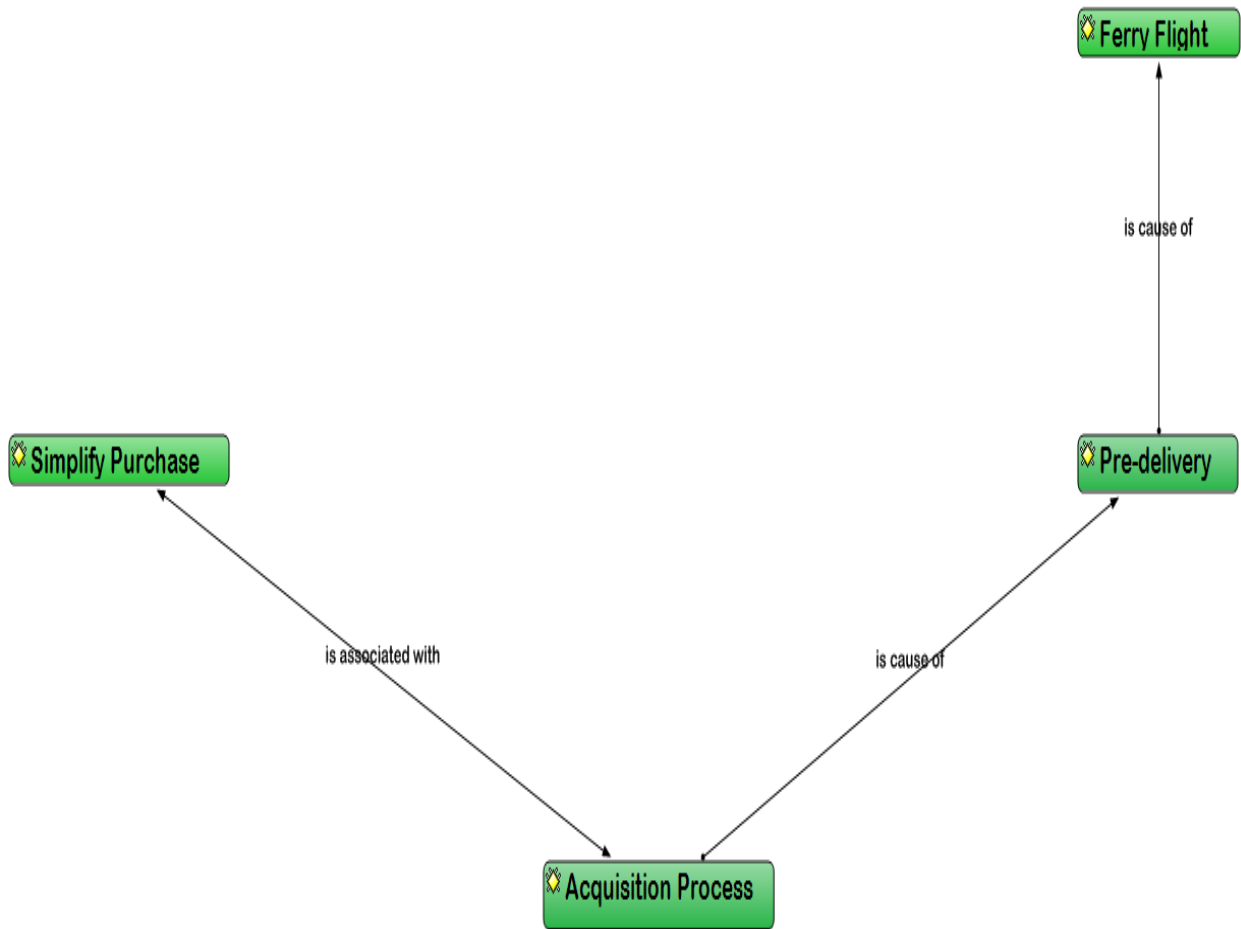 Ferry Flight
is cause of
Simplify Purchase
Pre-delivery
is associated with
is cause of
Acquisition Process